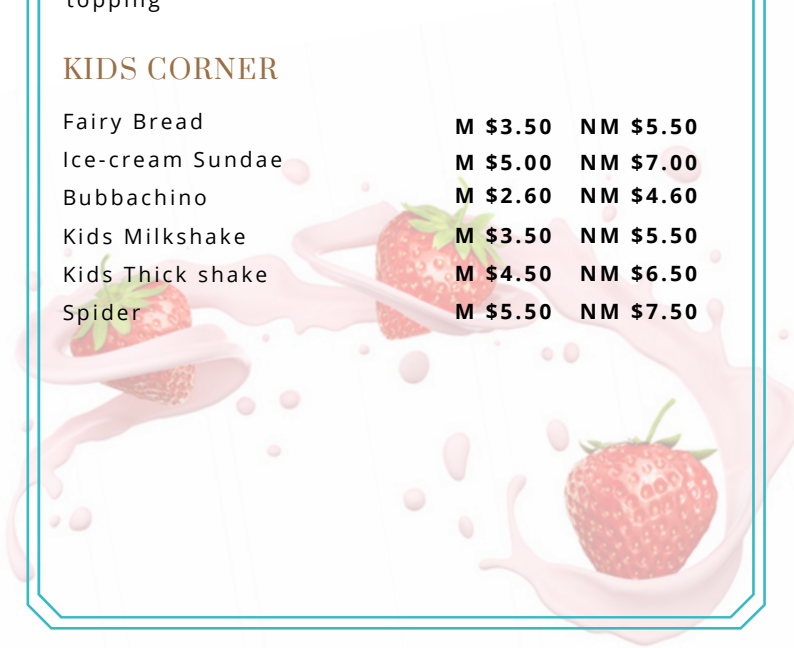 topping
KIDS CORNER
Fairy Bread M $3.50 NM $5.50
Ice-cream Sundae M $5.00 NM $7.00
Bubbachino M $2.60 NM $4.60
Kids Milkshake M $3.50 NM $5.50
Kids Thick shake M $4.50 NM $6.50
Spider M $5.50 NM $7.50